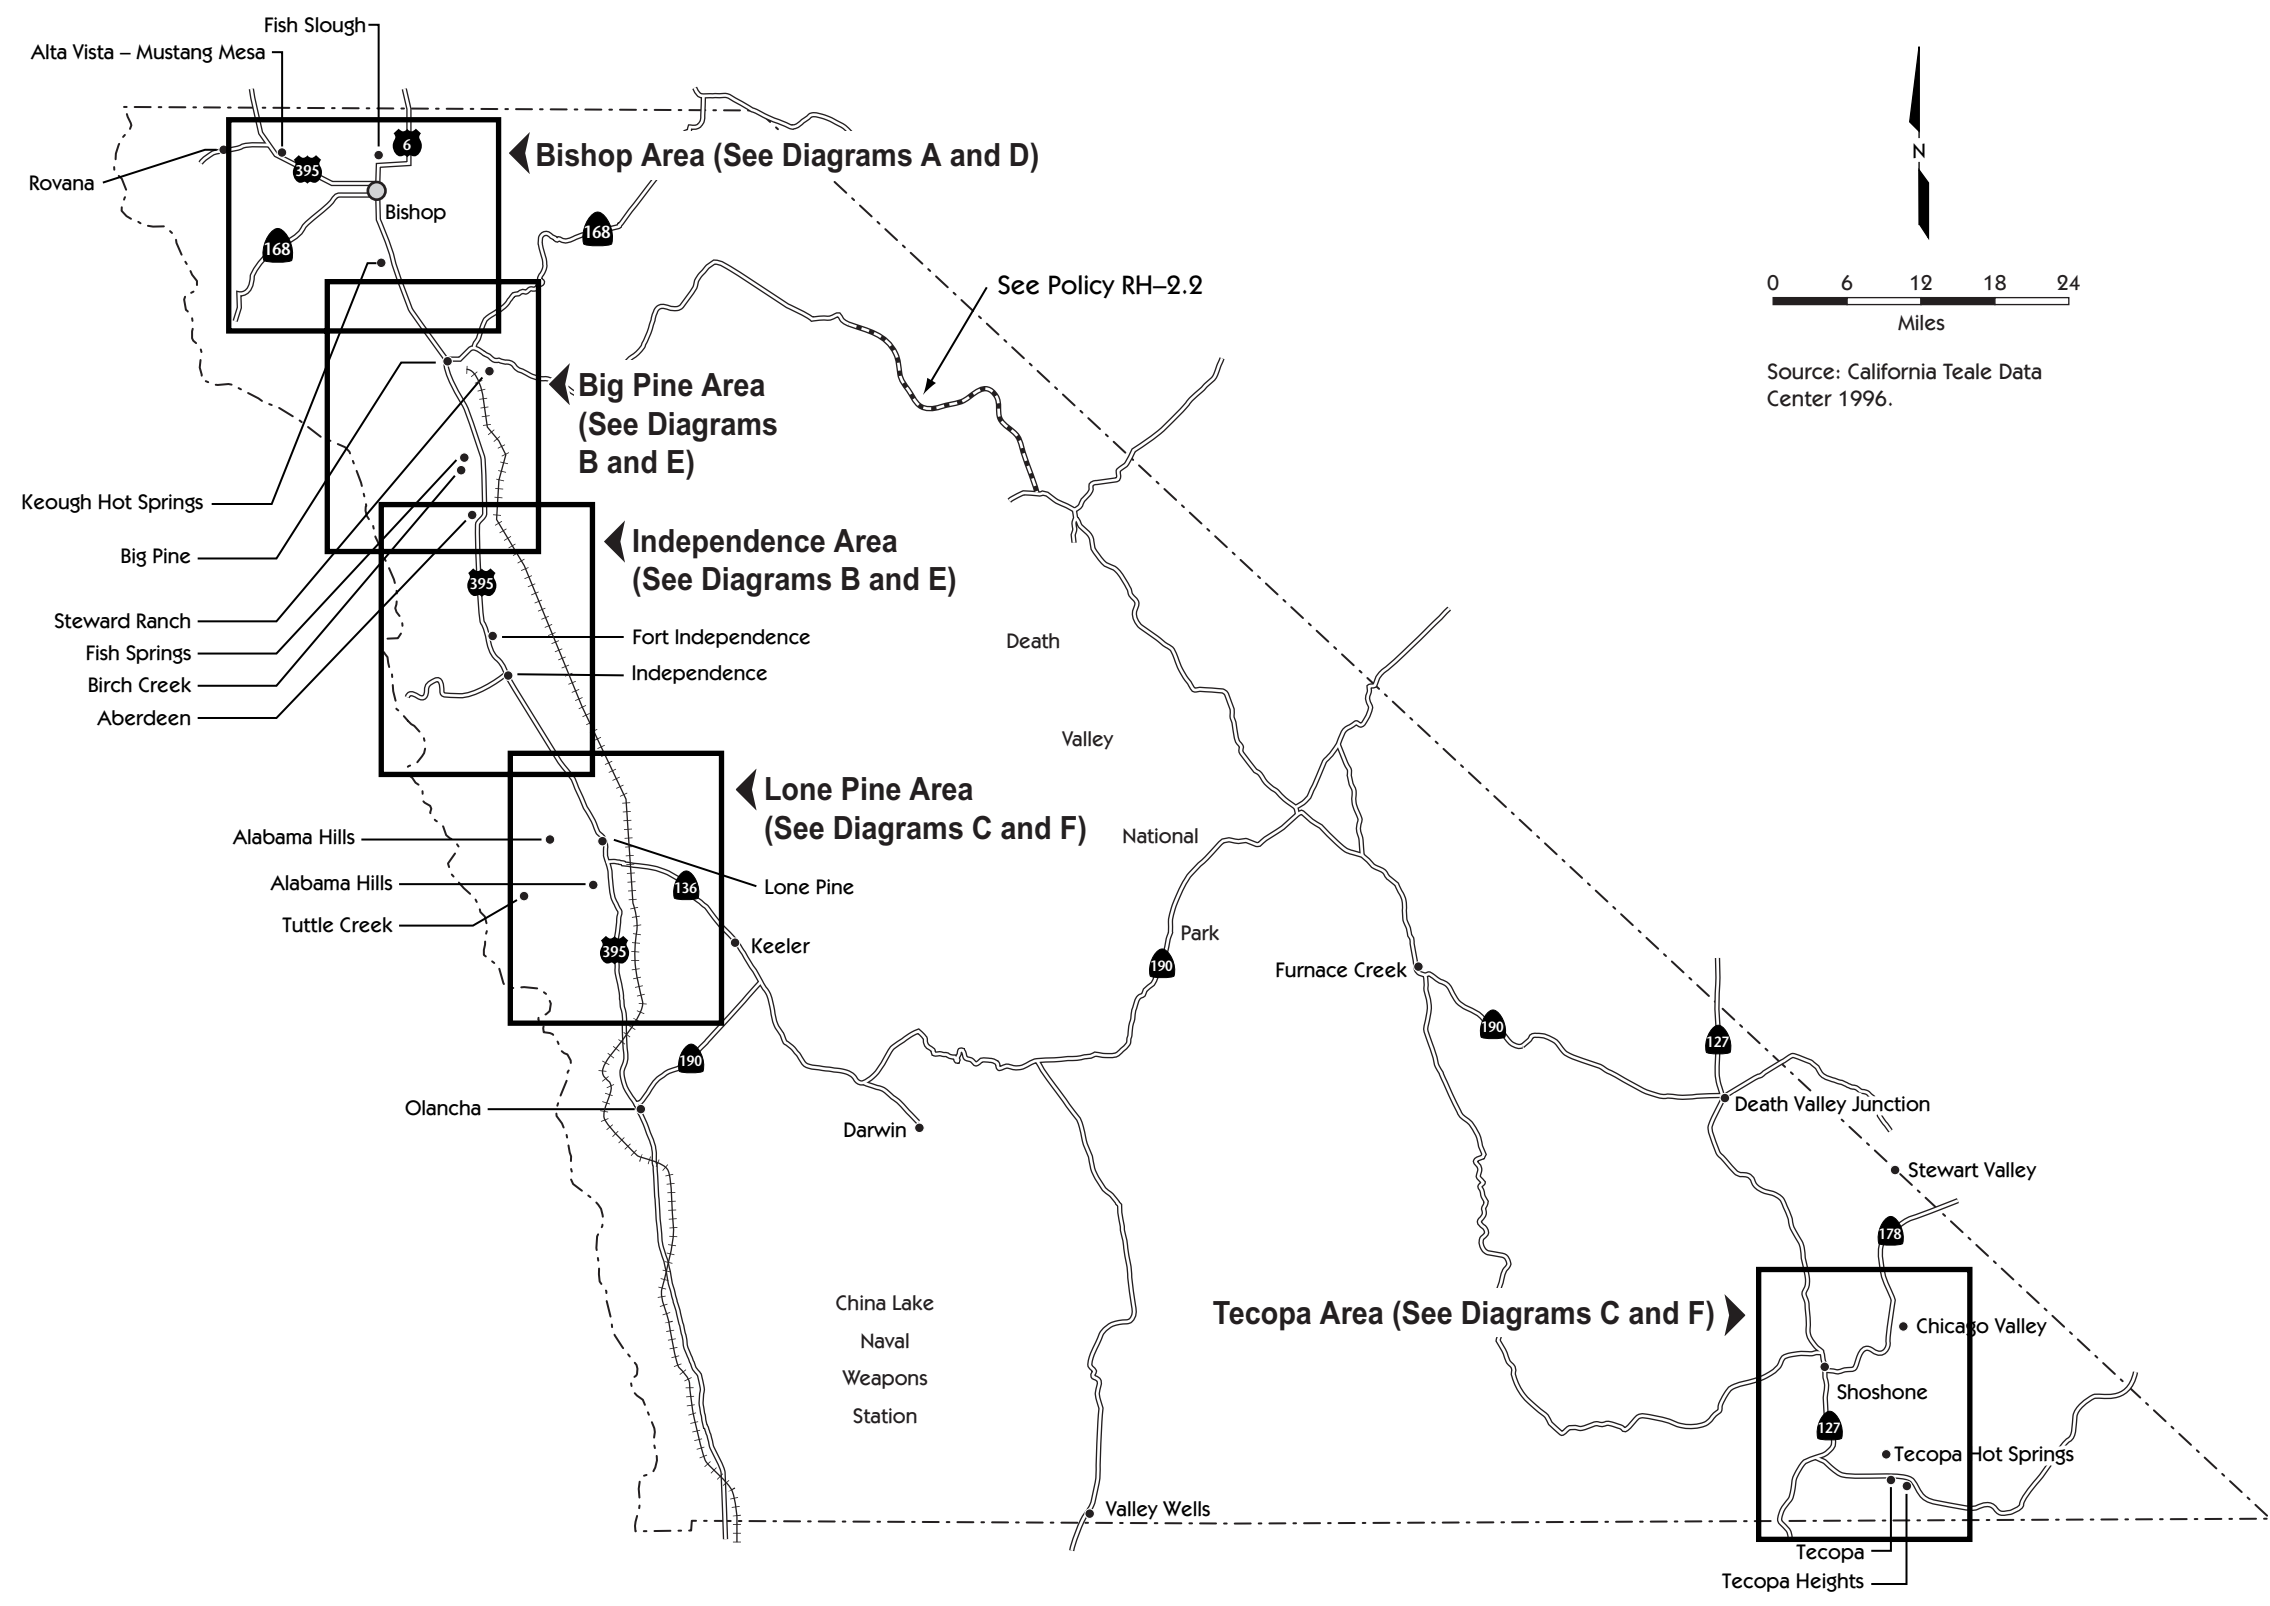 Fish Slough
Alta Vista – Mustang Mesa
6
395
Bishop Area (See Diagrams A and D)
Rovana
Bishop
168
168
N
See Policy RH–2.2
0 6 12 18 24
Miles
Source: California Teale Data
Center 1996.
Big Pine Area
(See Diagrams
B and E)
Keough Hot Springs
Big Pine
Independence Area
(See Diagrams B and E)
395
Steward Ranch
Fish Springs
Birch Creek
Aberdeen
Fort Independence
Independence
Death
Valley
National
Park
Lone Pine Area
(See Diagrams C and F)
Alabama Hills
Alabama Hills
Tuttle Creek
136
Lone Pine
395
Keeler
190
Furnace Creek
190
127
190
Olancha
Darwin
Death Valley Junction
Stewart Valley
178
China Lake
Naval
Weapons
Station
Tecopa Area (See Diagrams C and F)
Chicago Valley
Shoshone
127
Tecopa Hot Springs
Valley Wells
Tecopa
Tecopa Heights